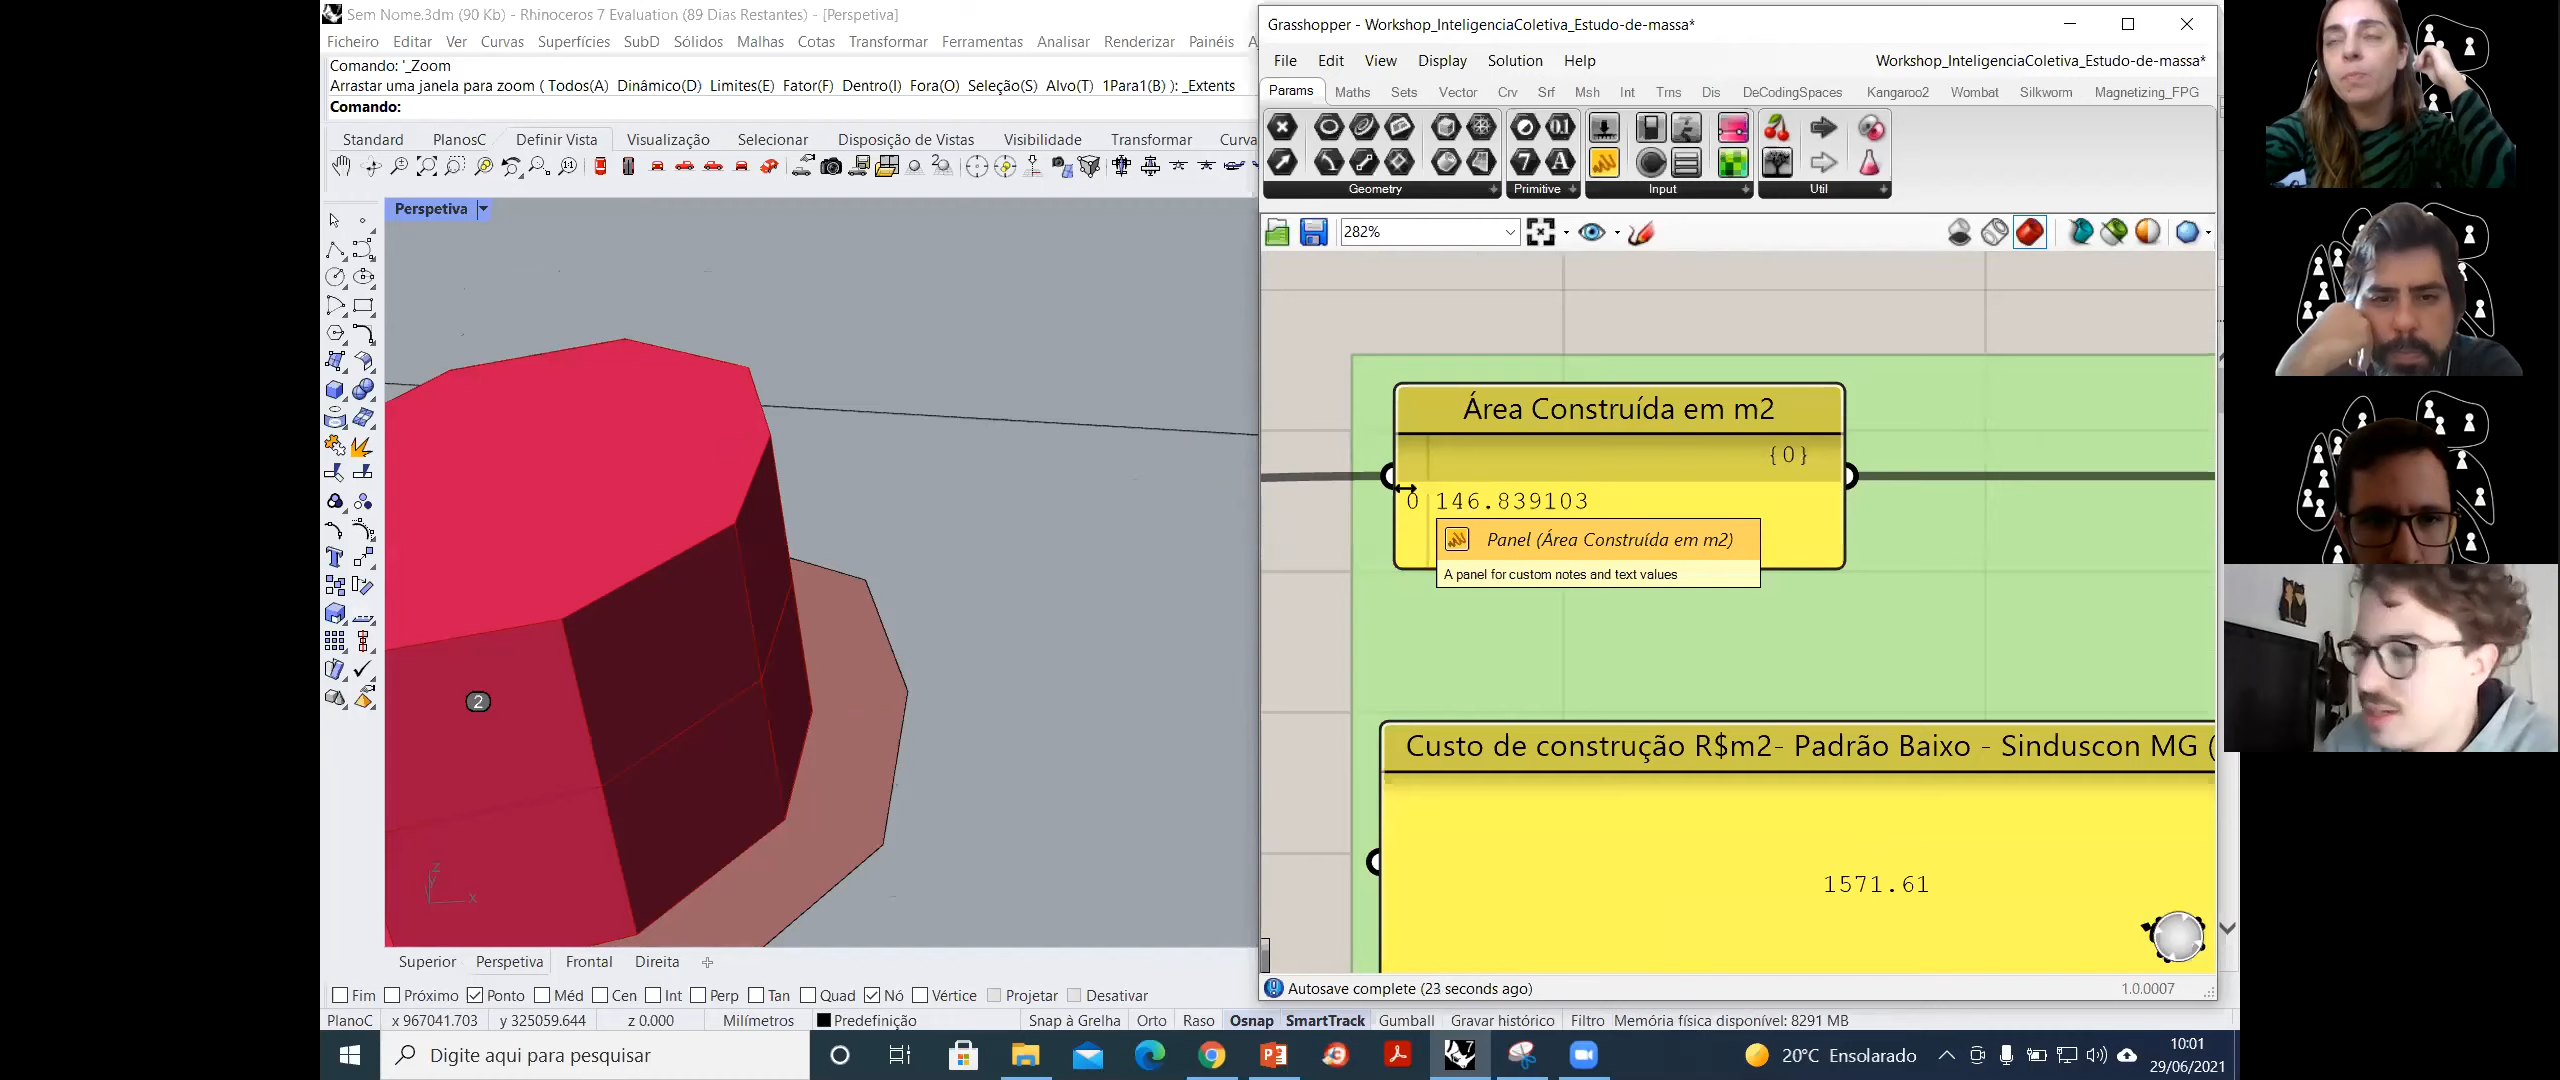 Sem Nome.3dm (90 Kb) - Rhinoceros 7 Evaluation (89 Dias Restantes) - [Perspetiva]
Ficheiro Editar Ver Curvas Superfícies SubD Sólidos Malhas Cotas Transformar Ferramentas Analisar Renderizar Painéis
Comando: '_Zoom
Arrastar uma janela para zoom ( Todos(A) Dinâmico(D) Limites(E) Fator(F) Dentro(I) Fora(O) Seleção(S) Alvo(T) 1Para1(B) ): _Extents
Comando:
Standard PlanosC Definir Vista Visualização Selecionar Disposição de Vistas Visibilidade Transformar Curva
Perspetiva
2
z
y
x
Superior Perspetiva Frontal Direita
Fim Próximo Ponto Méd Cen Int Perp Tan Quad Nó Vértice Projetar Desativar
PlanoC x 967041.703 y 325059.644 z 0.000 Milímetros Predefinição Snap à Grelha Orto Raso Osnap SmartTrack Gumball Gravar histórico Filtro Memória física disponível: 8291 MB
Grasshopper - Workshop_InteligenciaColetiva_Estudo-de-massa*
File Edit View Display Solution Help Workshop_InteligenciaColetiva_Estudo-de-massa*
Params Maths Sets Vector Crv Srf Msh Int Trns Dis DeCodingSpaces Kangaroo2 Wombat Silkworm Magnetizing_FPG
Geometry Primitive Input Util
282%
Área Construída em m2
{0}
0 146.839103
Panel (Área Construída em m2)
A panel for custom notes and text values
Custo de construção R$m2- Padrão Baixo - Sinduscon MG (
1571.61
Autosave complete (23 seconds ago) 1.0.0007
Digite aqui para pesquisar
20°C Ensolarado
10:01
29/06/2021